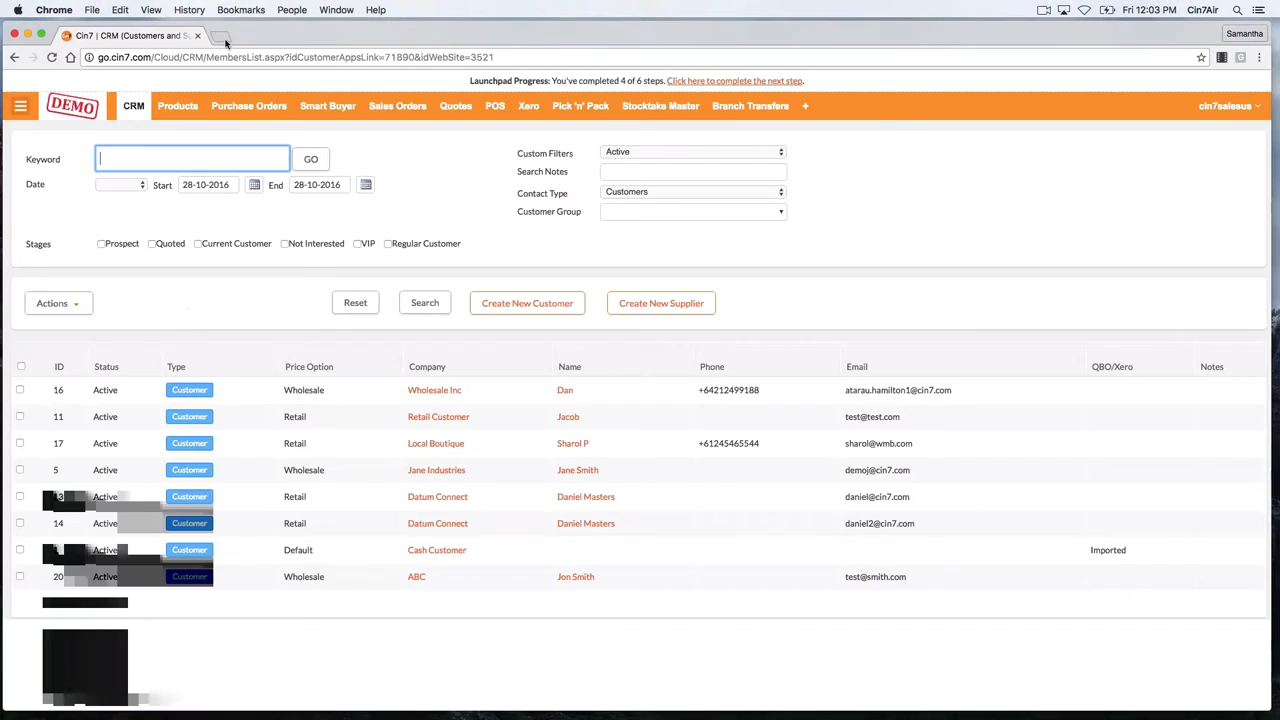 Chrome File Edit View History Bookmarks People Window Help Fri 12:03 PM Cin7Air
Cin7 | CRM (Customers and Su Samantha
go.cin7.com/Cloud/CRM/MembersList.aspx?idCustomerAppsLink=71890&idWebSite=3521
Launchpad Progress: You've completed 4 of 6 steps. Click here to complete the next step.
DEMO CRM Products Purchase Orders Smart Buyer Sales Orders Quotes POS Xero Pick 'n' Pack Stocktake Master Branch Transfers + cin7salesus
Keyword GO Custom Filters Active
Search Notes
Date Start 28-10-2016 End 28-10-2016 Contact Type Customers
Customer Group
Stages Prospect Quoted Current Customer Not Interested VIP Regular Customer
Actions Reset Search Create New Customer Create New Supplier
ID Status Type Price Option Company Name Phone Email QBO/Xero Notes
16 Active Customer Wholesale Wholesale Inc Dan +64212499188 atarau.hamilton1@cin7.com
11 Active Customer Retail Retail Customer Jacob test@test.com
17 Active Customer Retail Local Boutique Sharol P +61245465544 sharol@wmb.com
5 Active Customer Wholesale Jane Industries Jane Smith demoj@cin7.com
Active Customer Retail Datum Connect Daniel Masters daniel@cin7.com
14 Active Customer Retail Datum Connect Daniel Masters daniel2@cin7.com
Active Customer Default Cash Customer Imported
20 Active Customer Wholesale ABC Jon Smith test@smith.com